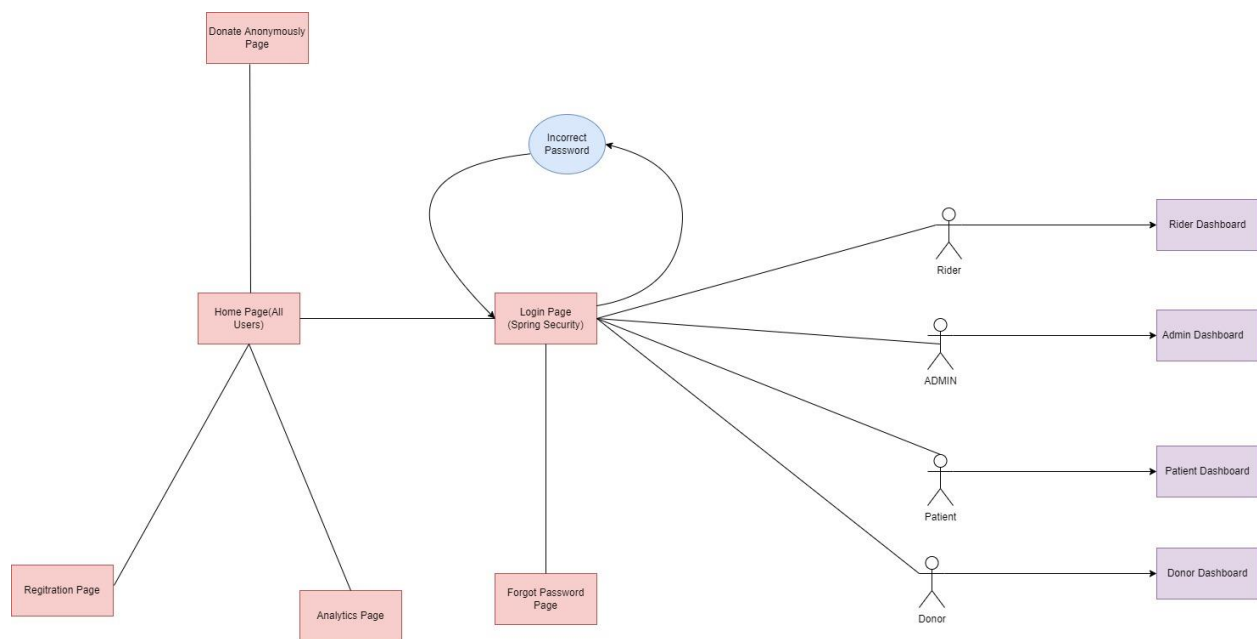 Donate Anonymously
Page
Incorrect
Password
Rider Dashboard
Rider
Home Page(All
Users)
Login Page
(Spring Security)
Admin Dashboard
ADMIN
Patient Dashboard
Patient
Regitration Page
Analytics Page
Forgot Password
Page
Donor Dashboard
Donor